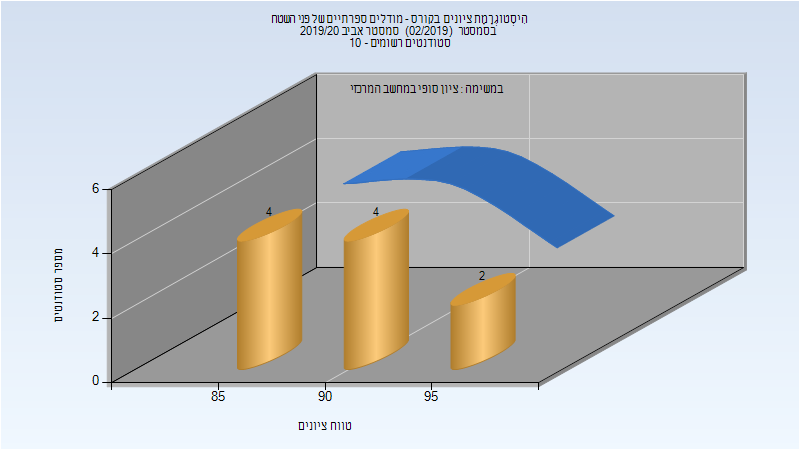 היסטוגרמת ציונים בקורס - מודלים ספרתיים של פני השטח
בסמסטר (02/2019) סמסטר אביב 2019/20
סטודנטים רשומים - 10
במשימה : ציון סופי במחשב המרכזי
6
4
2
0
מספר סטודנטים
4
4
2
85
90
95
טווח ציונים